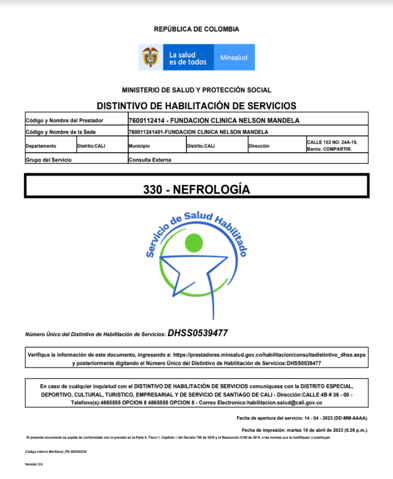 REPÚBLICA DE COLOMBIA
La salud
es de todos
Minsalud
MINISTERIO DE SALUD Y PROTECCIÓN SOCIAL
DISTINTIVO DE HABILITACIÓN DE SERVICIOS
Código y Nombre del Prestador 7600112414 - FUNDACION CLINICA NELSON MANDELA
Código y Nombre de la Sede 760011241401-FUNDACION CLINICA NELSON MANDELA
Departamento Distrito:CALI Municipio Distrito:CALI Dirección CALLE 102 NO. 24A-15.
Barrio: COMPARTIR.
Grupo del Servicio Consulta Externa
330 - NEFROLOGÍA
Servicio de Salud Habilitado
Número Único del Distintivo de Habilitación de Servicios: DHSS0539477
Verifique la información de este documento, ingresando a: https://prestadores.minsalud.gov.co/habilitacion/consultadistintivo_dhss.aspx
y posteriormente digitando el Número Único del Distintivo de Habilitación de Servicios:DHSS0539477
En caso de cualquier inquietud con el DISTINTIVO DE HABILITACIÓN DE SERVICIOS comuníquese con la DISTRITO ESPECIAL,
DEPORTIVO, CULTURAL, TURISTICO, EMPRESARIAL Y DE SERVICIO DE SANTIAGO DE CALI - Dirección:CALLE 4B # 36 - 00 -
Telefono(s):4865555 OPCION 8 4865555 OPCION 8 - Correo Electronico:habilitacion.salud@cali.gov.co
Fecha de apertura del servicio: 14 - 04 - 2023 (DD-MM-AAAA).
Fecha de impresión: martes 18 de abril de 2023 (5:26 p.m.).
El presente documento se expide de conformidad con lo previsto en la Parte 5, Título 1, Capítulo 1 del Decreto 780 de 2016 y la Resolución 3100 de 2019, o las normas que la modifiquen o sustituyan.
Código Interno MinSalud_PS:
Versión 3.0.